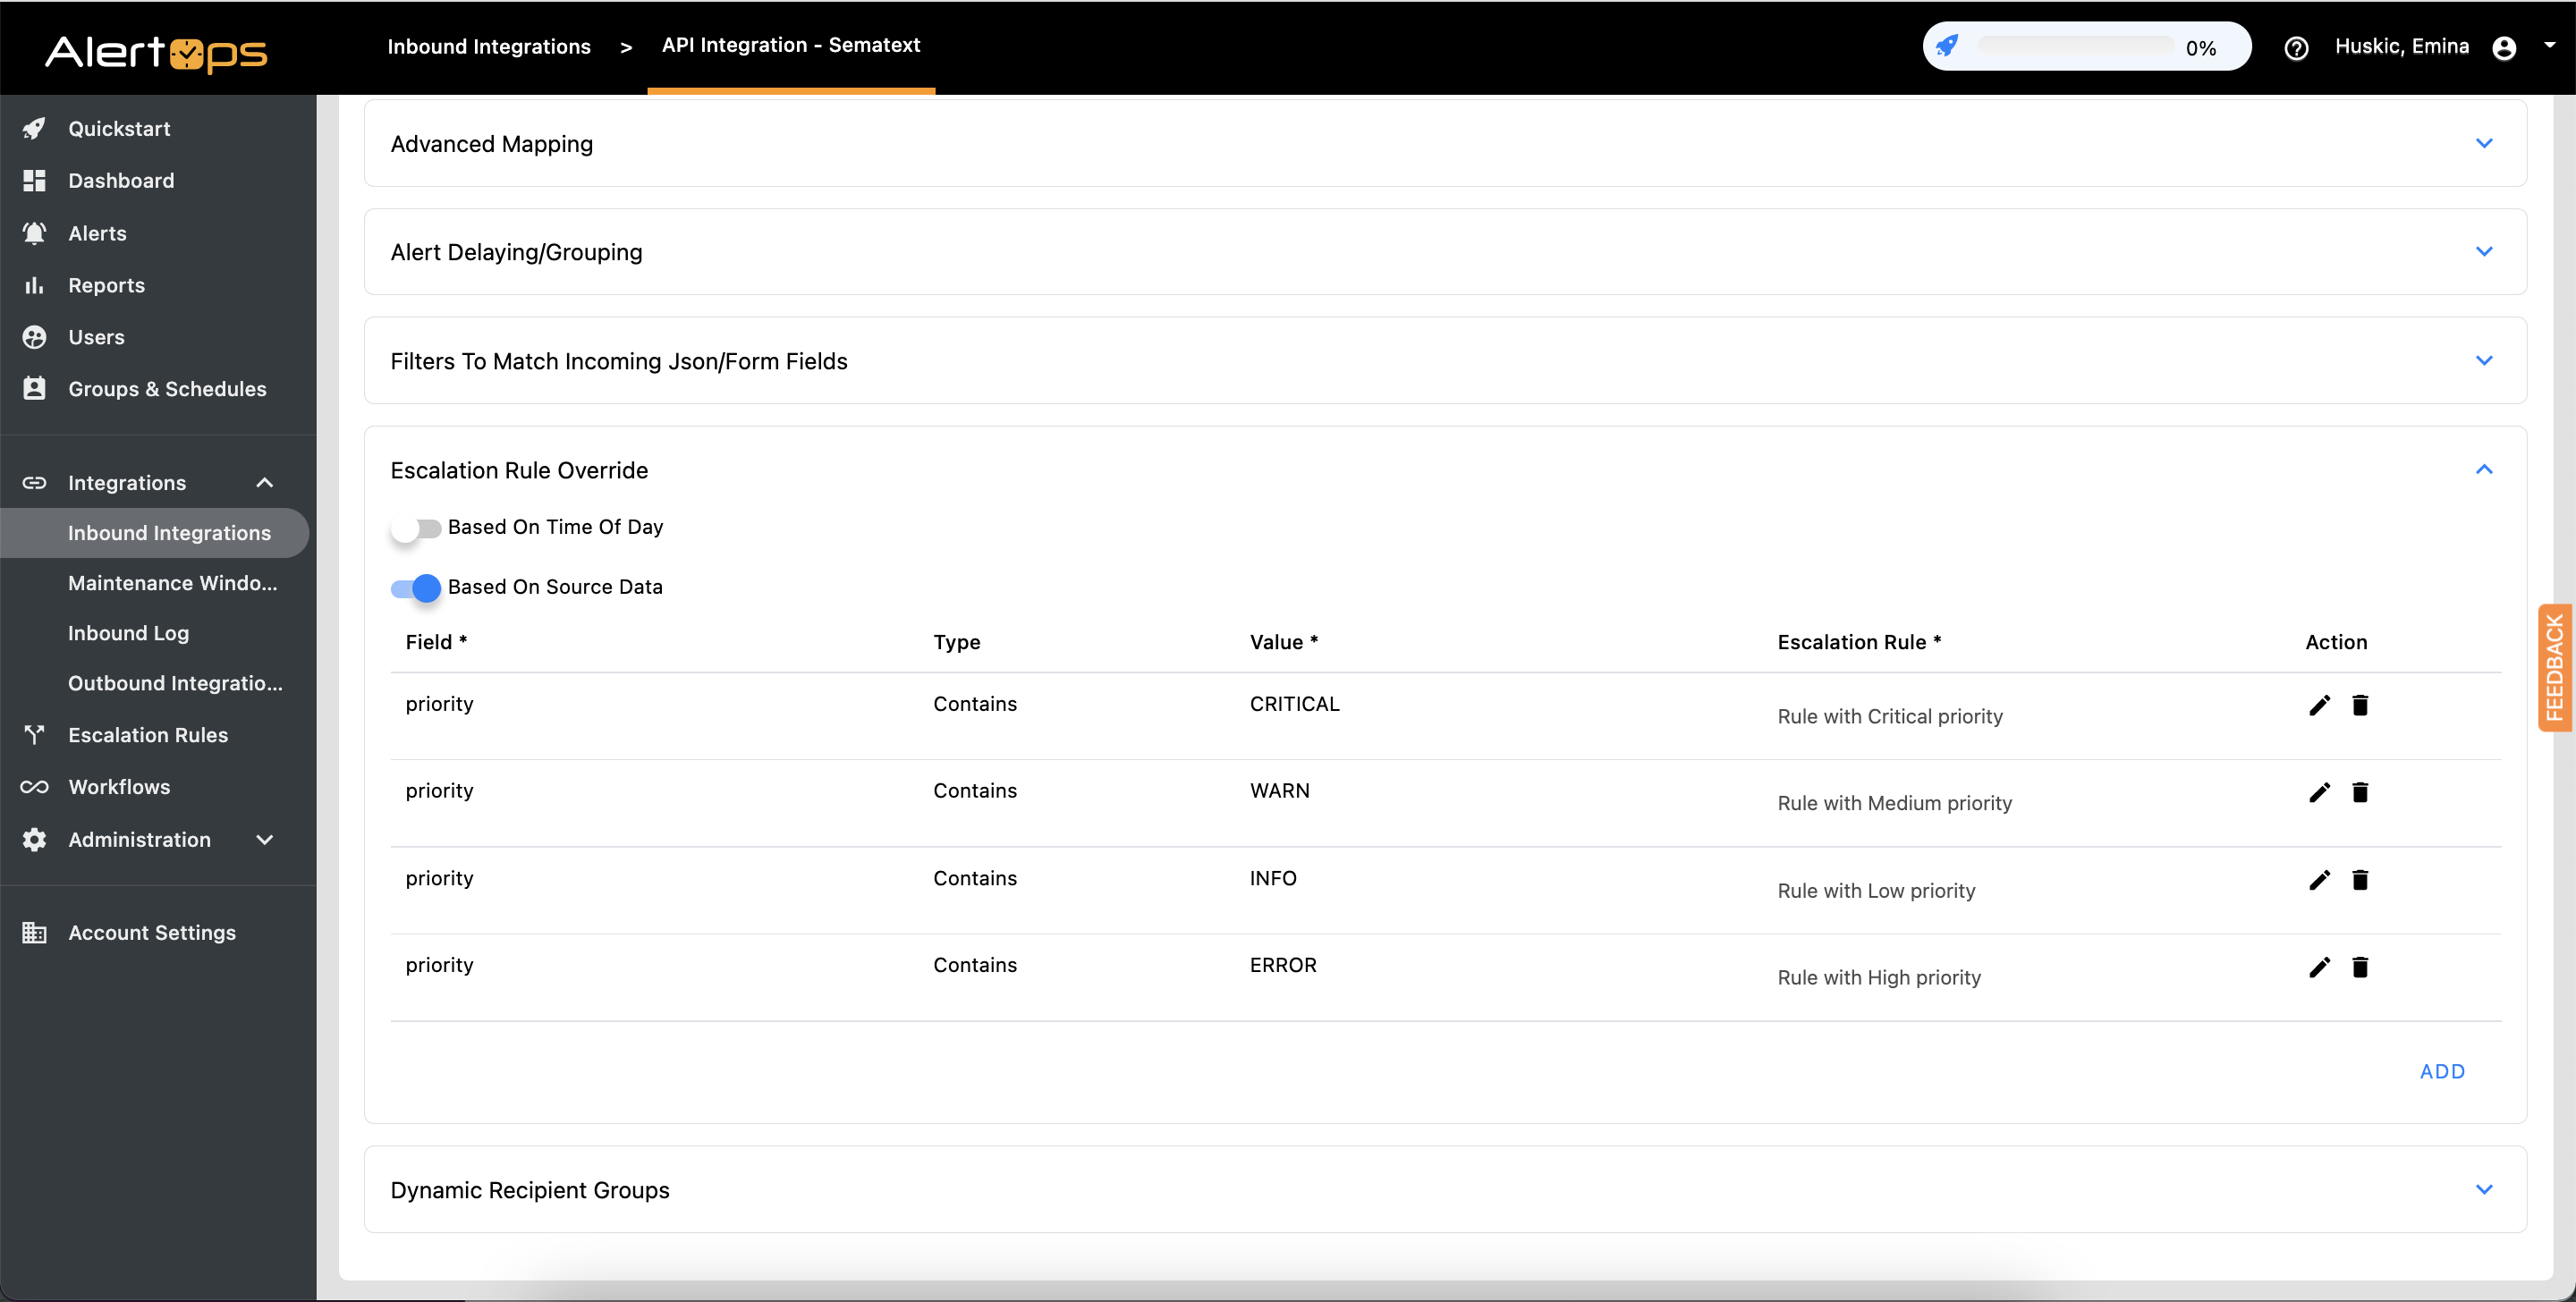 AlertOps
Inbound Integrations > API Integration - Sematext
0%
Huskic, Emina
Quickstart
Dashboard
Alerts
Reports
Users
Groups & Schedules
Integrations
Inbound Integrations
Maintenance Windo...
Inbound Log
Outbound Integratio...
Escalation Rules
Workflows
Administration
Account Settings
Advanced Mapping
Alert Delaying/Grouping
Filters To Match Incoming Json/Form Fields
Escalation Rule Override
Based On Time Of Day
Based On Source Data
Field * Type Value * Escalation Rule * Action
priority Contains CRITICAL Rule with Critical priority
priority Contains WARN Rule with Medium priority
priority Contains INFO Rule with Low priority
priority Contains ERROR Rule with High priority
ADD
Dynamic Recipient Groups
FEEDBACK